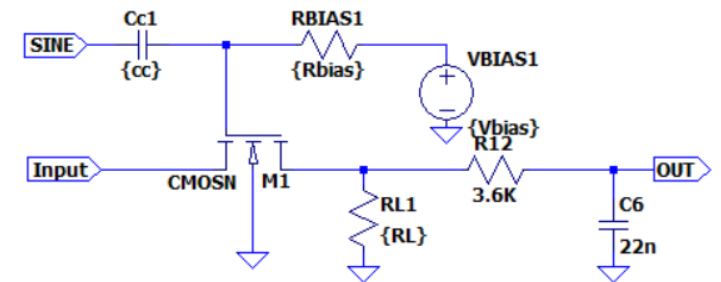 Cc1
RBIAS1
SINE
{cc}
{Rbias}
VBIAS1
{Vbias}
R12
Input
CMOSN
M1
OUT
3.6K
RL1
C6
{RL}
22n